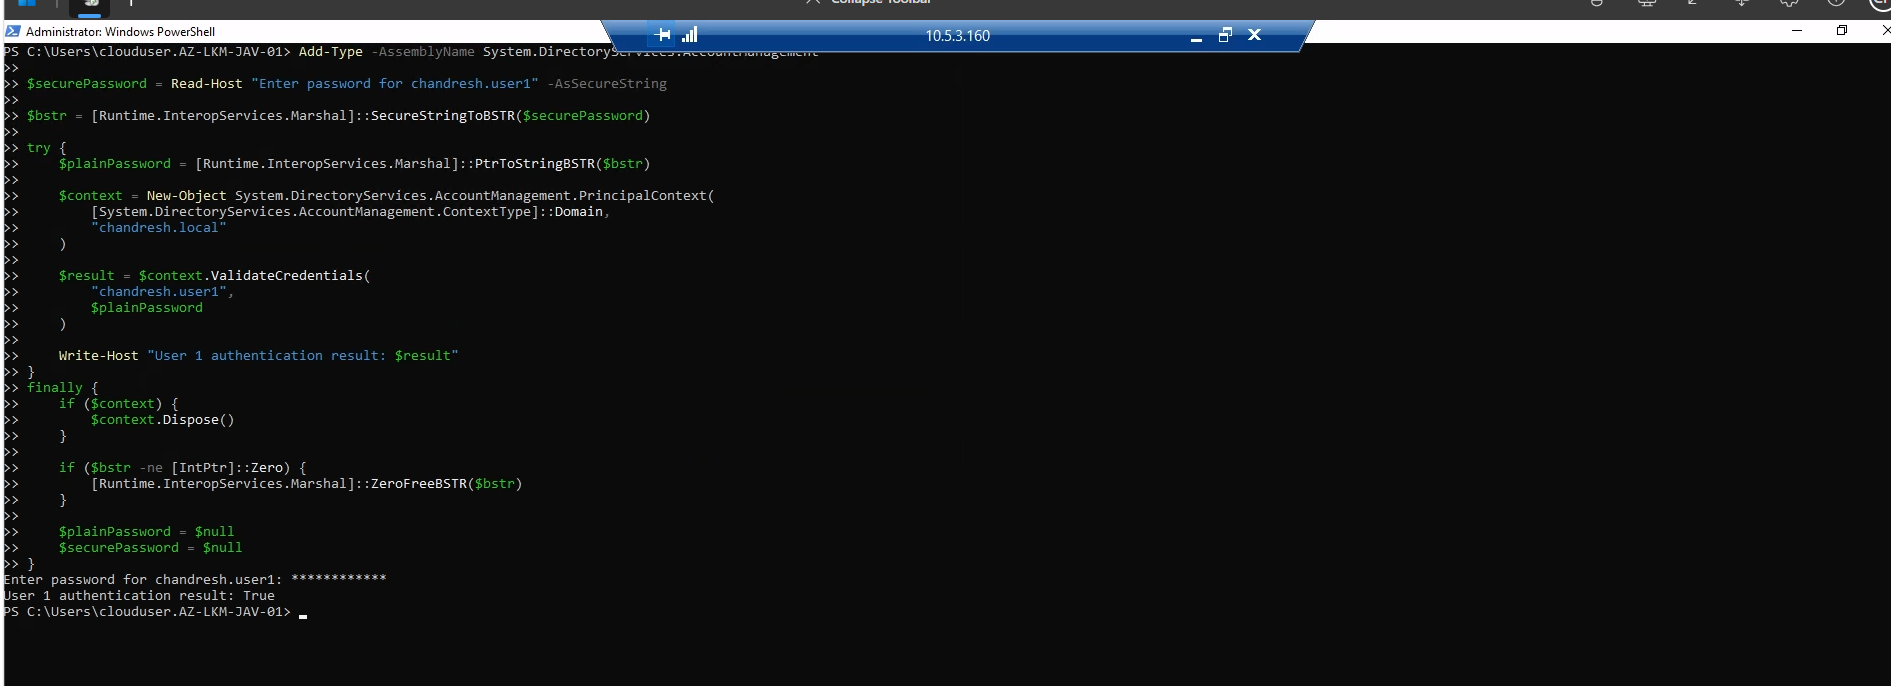 Collapse Toolbar
Administrator: Windows PowerShell
10.5.3.160
PS C:\Users\clouduser.AZ-LKM-JAV-01> Add-Type -AssemblyName System.DirectoryServices.AccountManagement
>>
>> $securePassword = Read-Host "Enter password for chandresh.user1" -AsSecureString
>>
>> $bstr = [Runtime.InteropServices.Marshal]::SecureStringToBSTR($securePassword)
>>
>> try {
>>     $plainPassword = [Runtime.InteropServices.Marshal]::PtrToStringBSTR($bstr)
>>
>>     $context = New-Object System.DirectoryServices.AccountManagement.PrincipalContext(
>>         [System.DirectoryServices.AccountManagement.ContextType]::Domain,
>>         "chandresh.local"
>>     )
>>
>>     $result = $context.ValidateCredentials(
>>         "chandresh.user1",
>>         $plainPassword
>>     )
>>
>>     Write-Host "User 1 authentication result: $result"
>> }
>> finally {
>>     if ($context) {
>>         $context.Dispose()
>>     }
>>
>>     if ($bstr -ne [IntPtr]::Zero) {
>>         [Runtime.InteropServices.Marshal]::ZeroFreeBSTR($bstr)
>>     }
>>
>>     $plainPassword = $null
>>     $securePassword = $null
>> }
Enter password for chandresh.user1: ************
User 1 authentication result: True
PS C:\Users\clouduser.AZ-LKM-JAV-01>